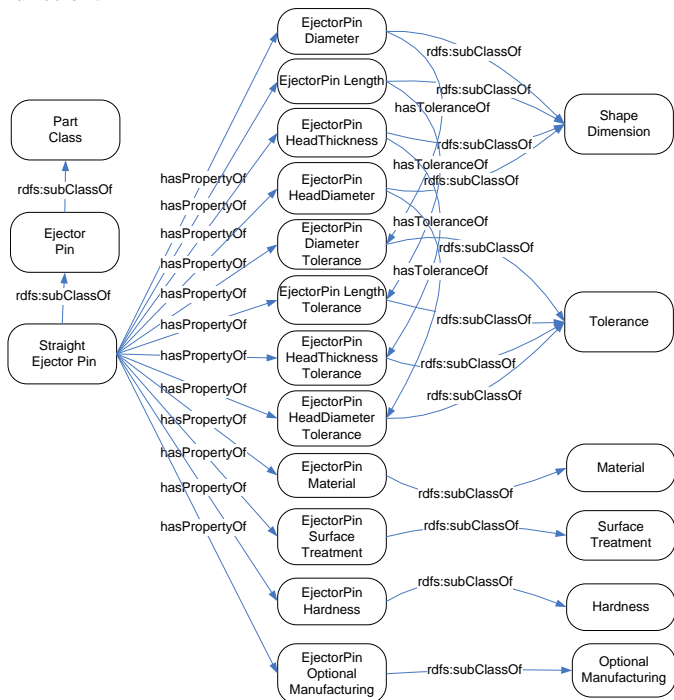 EjectorPin
Diameter
rdfs:subClassOf
EjectorPin Length
rdfs:subClassOf
hasToleranceOf
Shape
Dimension
Part
Class
EjectorPin
HeadThickness
rdfs:subClassOf
hasToleranceOf
hasPropertyOf
EjectorPin
HeadDiameter
rdfs:subClassOf
rdfs:subClassOf
hasPropertyOf
hasToleranceOf
Ejector
Pin
hasPropertyOf
EjectorPin
Diameter
Tolerance
rdfs:subClassOf
hasPropertyOf
hasToleranceOf
rdfs:subClassOf
hasPropertyOf
EjectorPin Length
Tolerance
rdfs:subClassOf
Tolerance
hasPropertyOf
Straight
Ejector Pin
hasPropertyOf
EjectorPin
HeadThickness
Tolerance
rdfs:subClassOf
hasPropertyOf
EjectorPin
HeadDiameter
Tolerance
rdfs:subClassOf
hasPropertyOf
hasPropertyOf
EjectorPin
Material
rdfs:subClassOf
Material
hasPropertyOf
EjectorPin
Surface
Treatment
rdfs:subClassOf
Surface
Treatment
hasPropertyOf
EjectorPin
Hardness
rdfs:subClassOf
Hardness
EjectorPin
Optional
Manufacturing
rdfs:subClassOf
Optional
Manufacturing